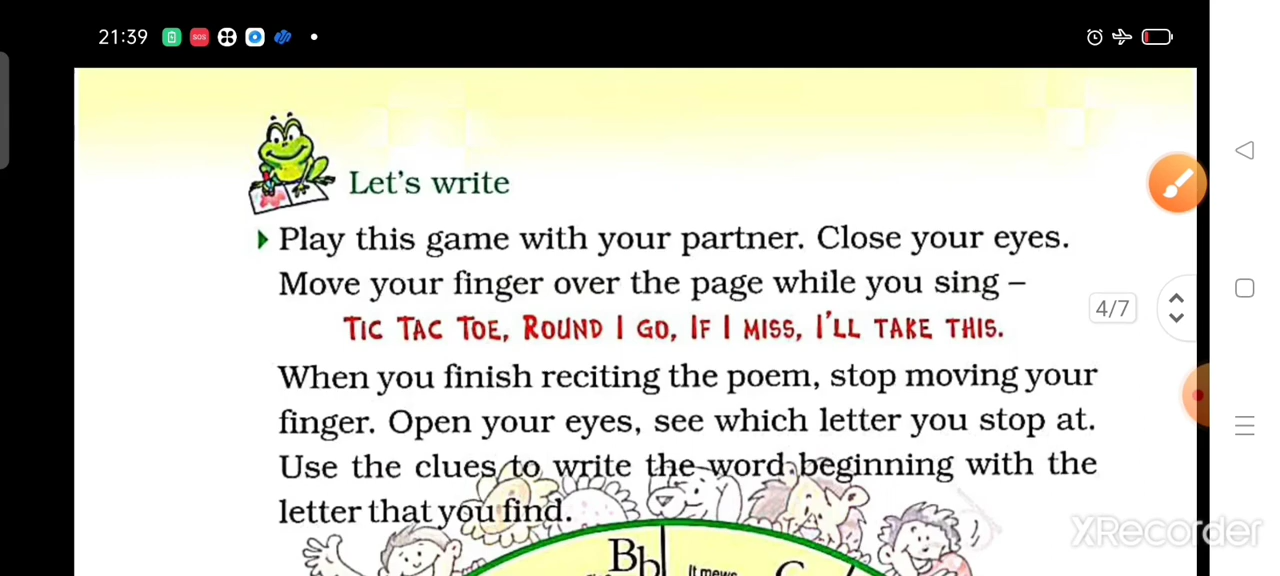 21:39
SOS
Let's write
Play this game with your partner. Close your eyes.
Move your finger over the page while you sing –
TIC TAC TOE, ROUND I GO, IF I MISS, I'LL TAKE THIS.
4/7
When you finish reciting the poem, stop moving your
finger. Open your eyes, see which letter you stop at.
Use the clues to write the word beginning with the
letter that you find.
XRecorder
Bb
It mews